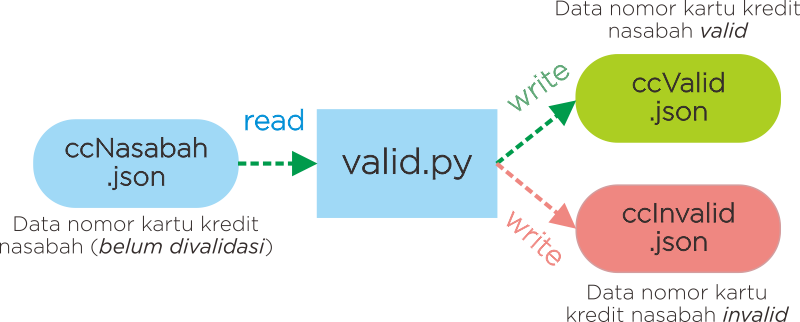 Data nomor kartu kredit
nasabah valid
ccNasabah
.json
Data nomor kartu kredit
nasabah (belum divalidasi)
read
valid.py
write
ccValid
.json
write
ccInvalid
.json
Data nomor kartu
kredit nasabah invalid